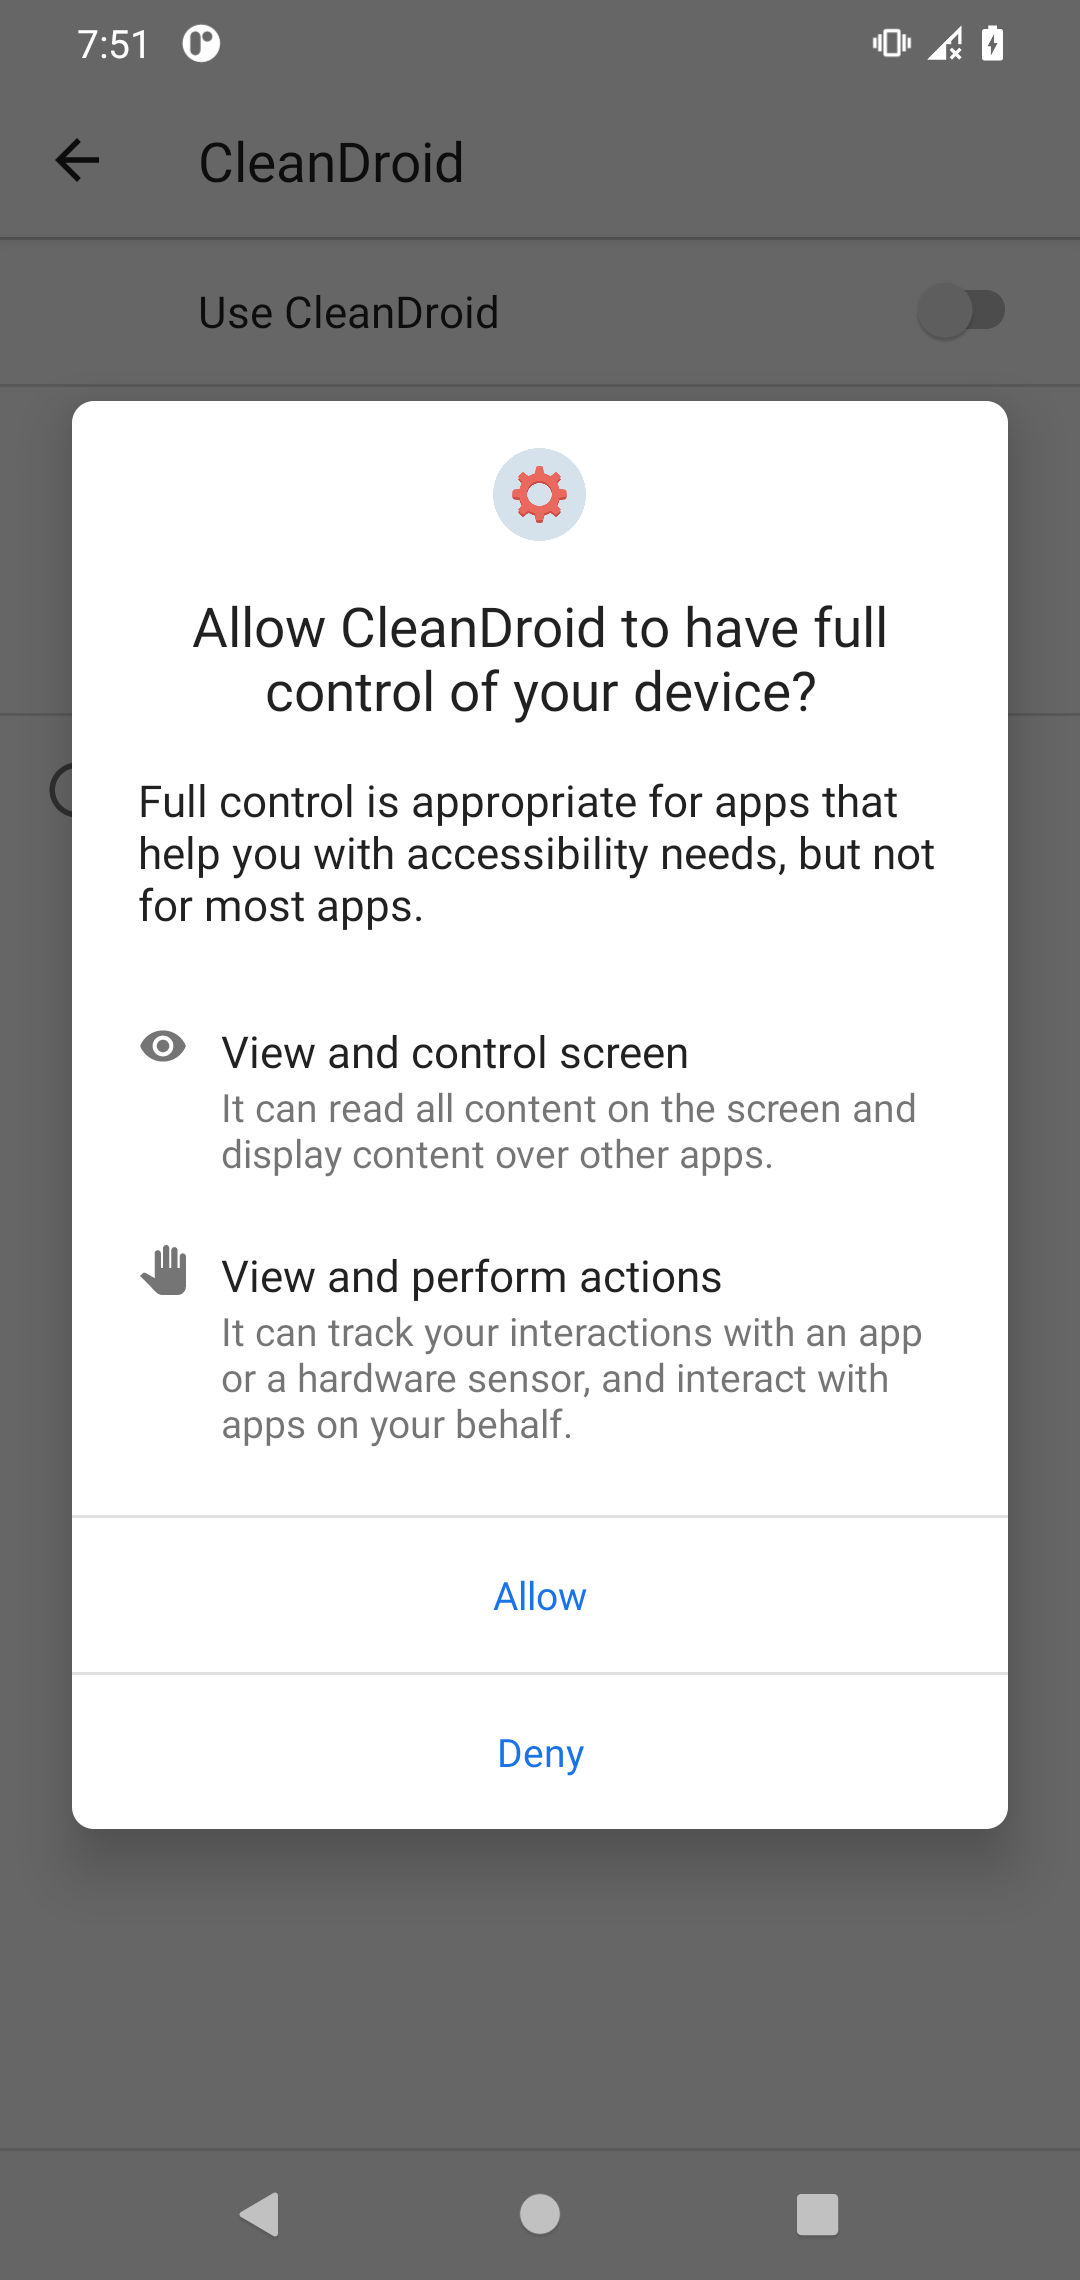 7:51
CleanDroid
Use CleanDroid
Allow CleanDroid to have full
control of your device?
Full control is appropriate for apps that
help you with accessibility needs, but not
for most apps.
View and control screen
It can read all content on the screen and
display content over other apps.
View and perform actions
It can track your interactions with an app
or a hardware sensor, and interact with
apps on your behalf.
Allow
Deny